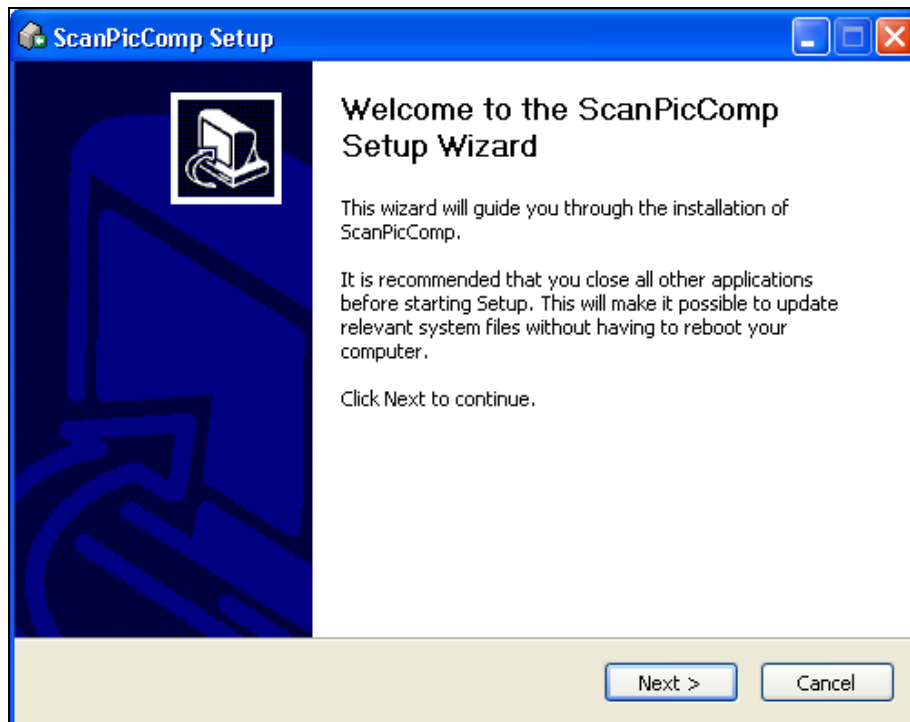 ScanPicComp Setup
Welcome to the ScanPicComp
Setup Wizard
This wizard will guide you through the installation of
ScanPicComp.
It is recommended that you close all other applications
before starting Setup. This will make it possible to update
relevant system files without having to reboot your
computer.
Click Next to continue.
Next >
Cancel